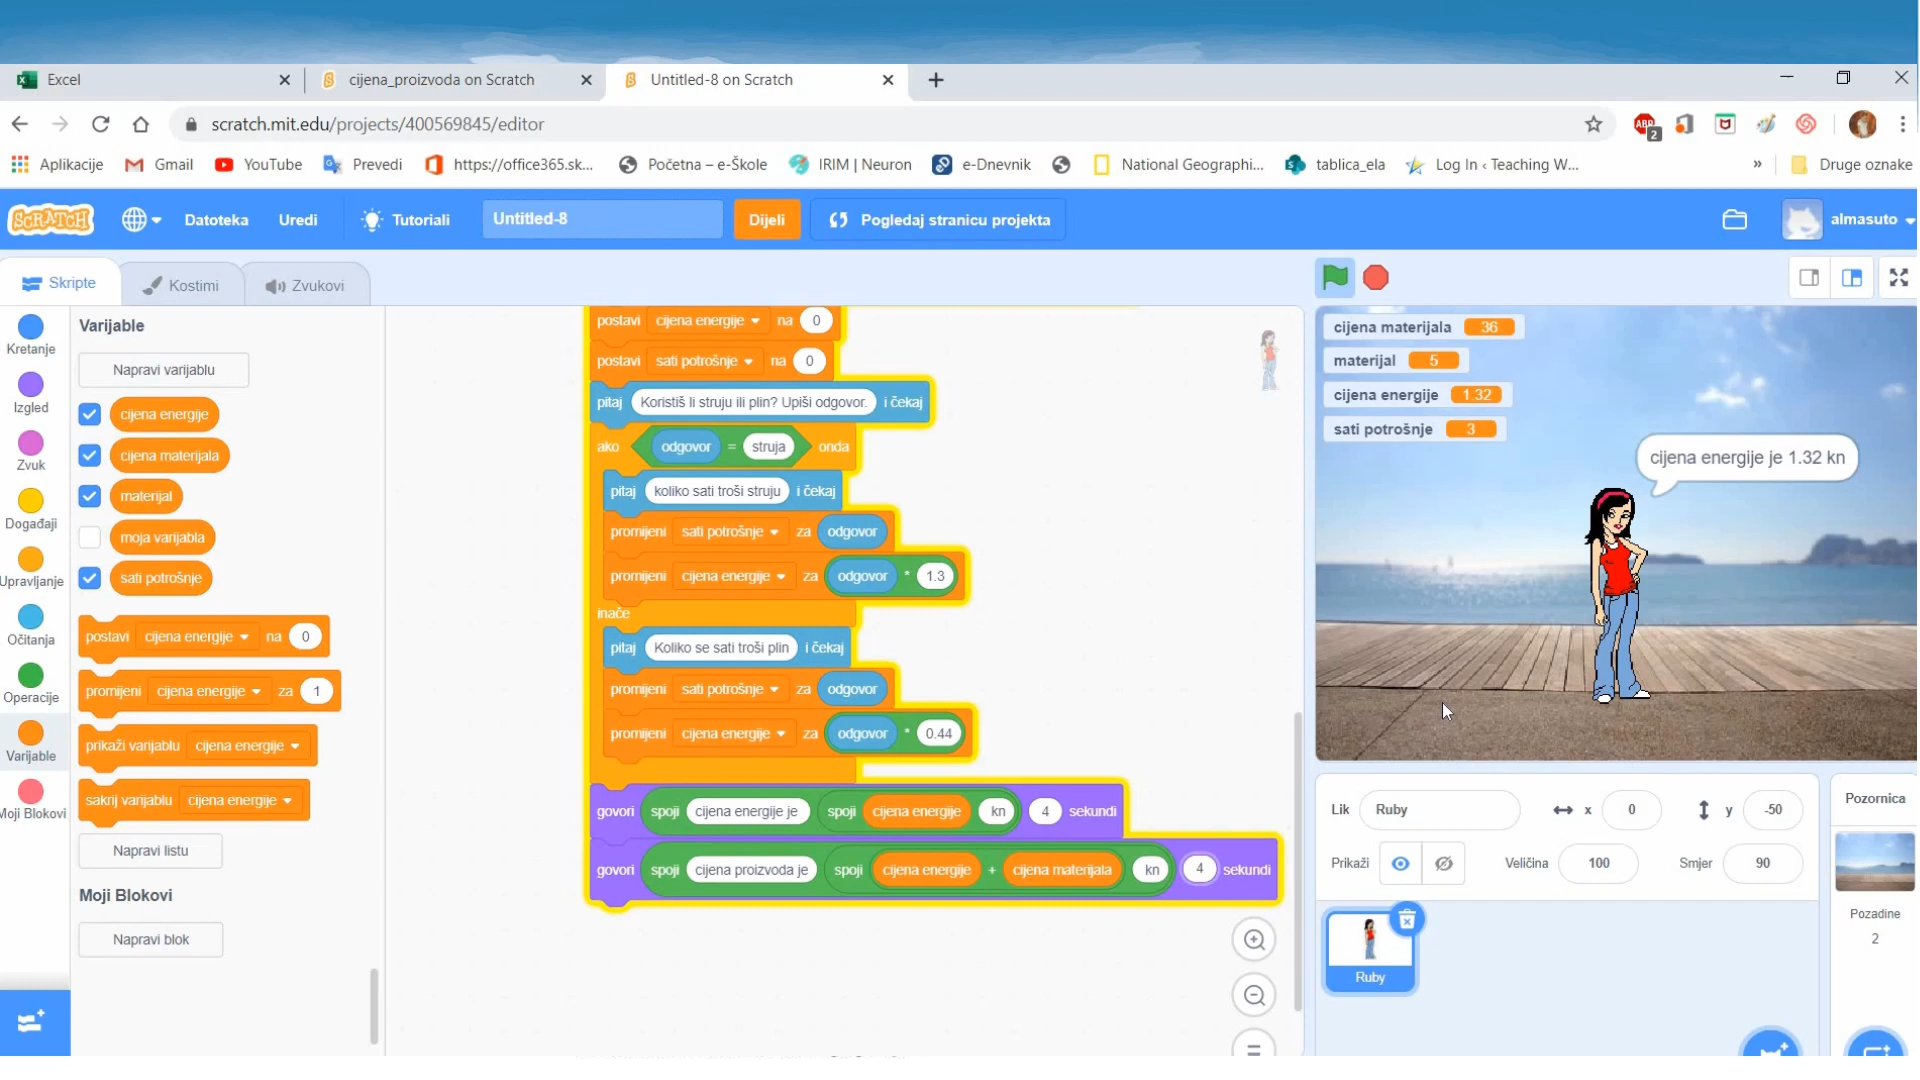 Excel
cijena_proizvoda on Scratch
Untitled-8 on Scratch
scratch.mit.edu/projects/400569845/editor
ABP
2
Aplikacije
Gmail
YouTube
Prevedi
https://office365.sk...
Početna – e-Škole
IRIM | Neuron
e-Dnevnik
National Geographi...
tablica_ela
Log In ‹ Teaching W...
»
Druge oznake
SCRATCH
Datoteka
Uredi
Tutoriali
Untitled-8
Dijeli
Pogledaj stranicu projekta
almasuto
Skripte
Kostimi
Zvukovi
Kretanje
Izgled
Zvuk
Događaji
Upravljanje
Očitanja
Operacije
Varijable
Moji Blokovi
Varijable
Napravi varijablu
cijena energije
cijena materijala
materijal
moja varijabla
sati potrošnje
postavi cijena energije na 0
promijeni cijena energije za 1
prikaži varijablu cijena energije
sakrij varijablu cijena energije
Napravi listu
Moji Blokovi
Napravi blok
postavi cijena energije na 0
postavi sati potrošnje na 0
pitaj Koristiš li struju ili plin? Upiši odgovor. i čekaj
ako odgovor = struja onda
pitaj koliko sati troši struju i čekaj
promijeni sati potrošnje za odgovor
promijeni cijena energije za odgovor * 1.3
inače
pitaj Koliko se sati troši plin i čekaj
promijeni sati potrošnje za odgovor
promijeni cijena energije za odgovor * 0.44
govori spoji cijena energije je spoji cijena energije kn 4 sekundi
govori spoji cijena proizvoda je spoji cijena energije + cijena materijala kn 4 sekundi
cijena materijala 36
materijal 5
cijena energije 1.32
sati potrošnje 3
cijena energije je 1.32 kn
Lik Ruby x 0 y -50
Prikaži Veličina 100 Smjer 90
Ruby
Pozornica
Pozadine
2